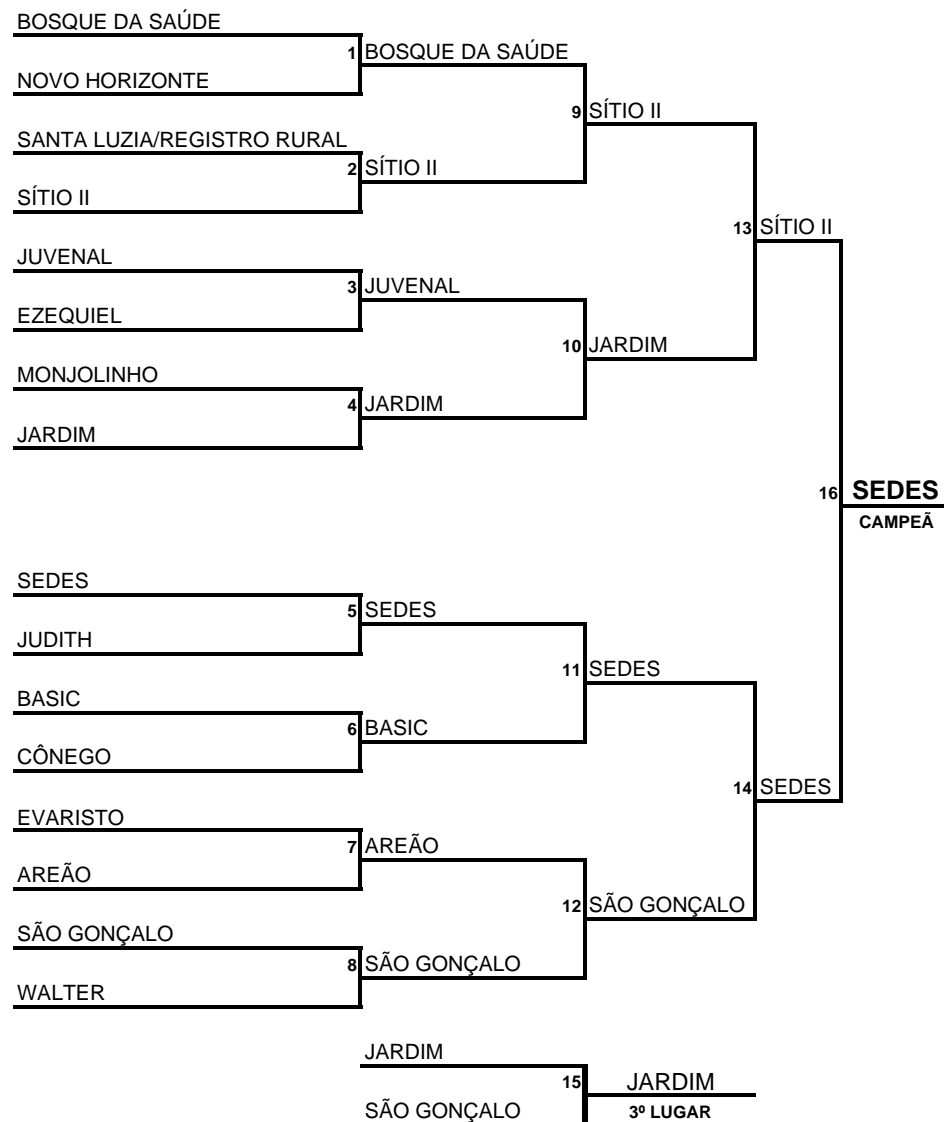 BOSQUE DA SAÚDE
1 BOSQUE DA SAÚDE
NOVO HORIZONTE
9 SÍTIO II
SANTA LUZIA/REGISTRO RURAL
2 SÍTIO II
SÍTIO II
13 SÍTIO II
JUVENAL
3 JUVENAL
EZEQUIEL
10 JARDIM
MONJOLINHO
4 JARDIM
JARDIM
16 SEDES
CAMPEÃ
SEDES
5 SEDES
JUDITH
11 SEDES
BASIC
6 BASIC
CÔNEGO
14 SEDES
EVARISTO
7 AREÃO
AREÃO
12 SÃO GONÇALO
SÃO GONÇALO
8 SÃO GONÇALO
WALTER
JARDIM
15 JARDIM
SÃO GONÇALO 3º LUGAR